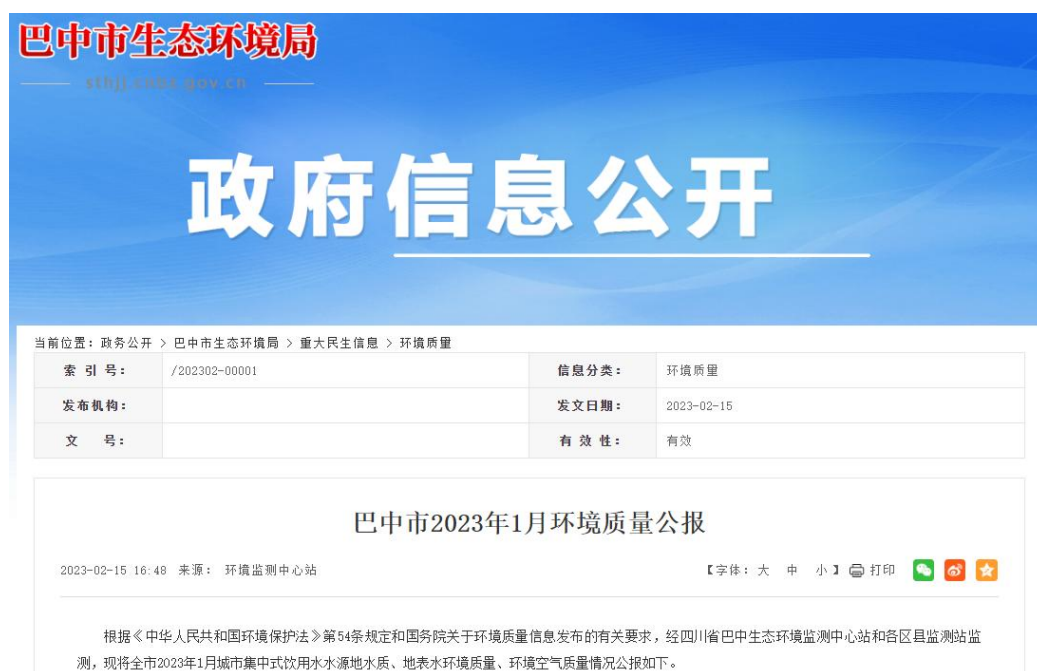 巴中市生态环境局
政府信息公开
当前位置：政务公开 > 巴中市生态环境局 > 重大民生信息 > 环境质量
索 引 号： /202302-00001 信息分类： 环境质量
发布机构： 发文日期： 2023-02-15
文 号： 有 效 性： 有效
巴中市2023年1月环境质量公报
2023-02-15 16:48 来源： 环境监测中心站 【字体：大 中 小】 打印
根据《中华人民共和国环境保护法》第54条规定和国务院关于环境质量信息发布的有关要求，经四川省巴中生态环境监测中心站和各区县监测站监
测，现将全市2023年1月城市集中式饮用水水源地水质、地表水环境质量、环境空气质量情况公报如下。